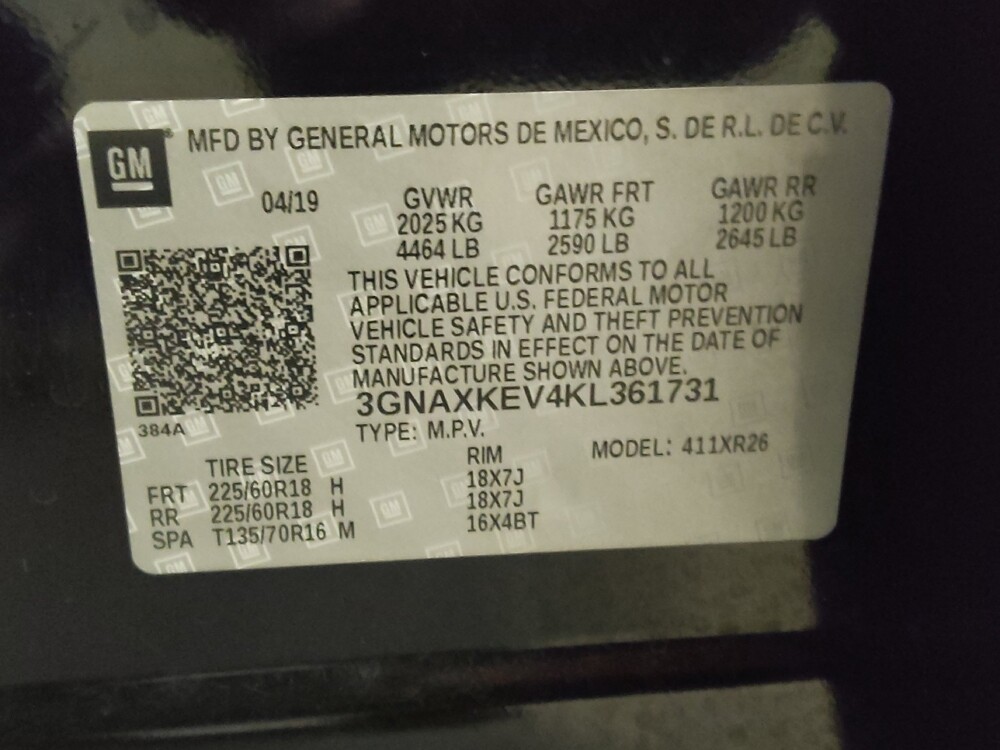 GM® MFD BY GENERAL MOTORS DE MEXICO, S. DE R.L. DE C.V.
04/19 GVWR GAWR FRT GAWR RR
2025 KG 1175 KG 1200 KG
4464 LB 2590 LB 2645 LB
THIS VEHICLE CONFORMS TO ALL
APPLICABLE U.S. FEDERAL MOTOR
VEHICLE SAFETY AND THEFT PREVENTION
STANDARDS IN EFFECT ON THE DATE OF
MANUFACTURE SHOWN ABOVE.
3GNAXKEV4KL361731
384A
TYPE: M.P.V.
TIRE SIZE RIM MODEL: 411XR26
FRT 225/60R18 H 18X7J
RR 225/60R18 H 18X7J
SPA T135/70R16 M 16X4BT